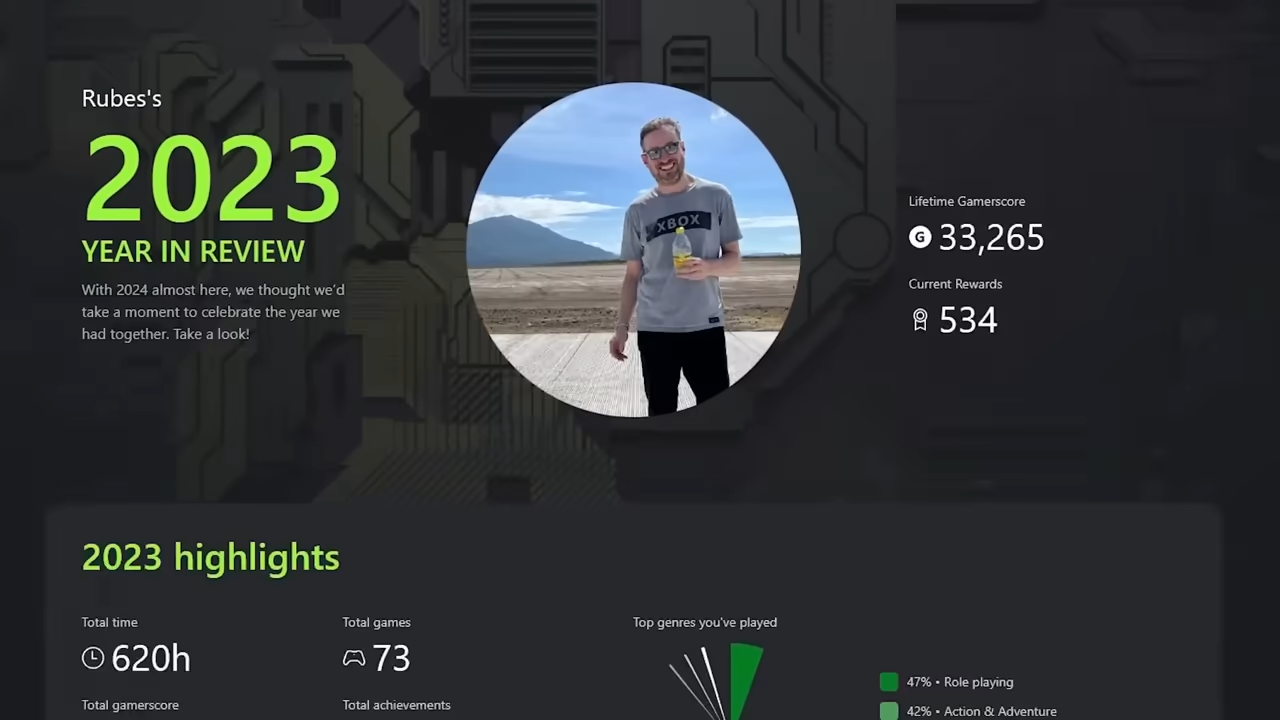 Rubes's
2023
YEAR IN REVIEW
With 2024 almost here, we thought we'd
take a moment to celebrate the year we
had together. Take a look!
XBOX
Lifetime Gamerscore
G 33,265
Current Rewards
534
2023 highlights
Total time
620h
Total games
73
Top genres you've played
47% • Role playing
42% • Action & Adventure
Total gamerscore
Total achievements